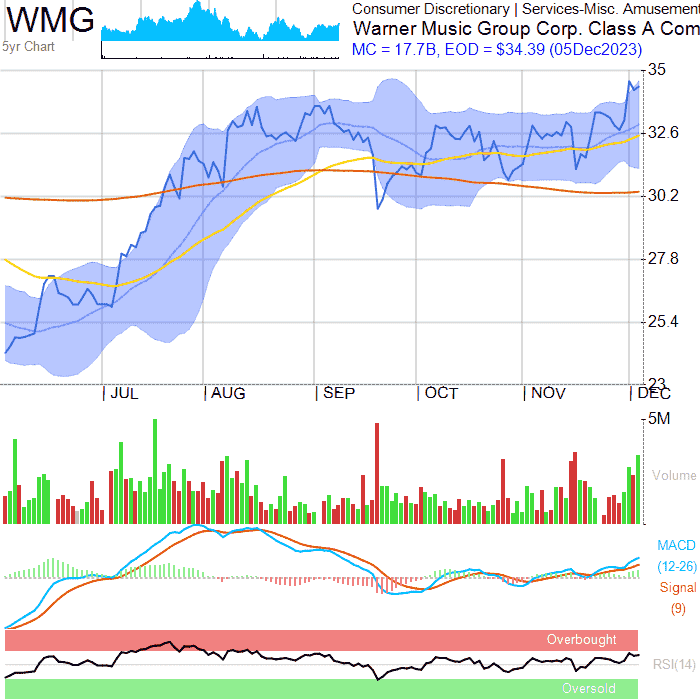 WMG
5yr Chart
Consumer Discretionary | Services-Misc. Amusement
Warner Music Group Corp. Class A Com
MC = 17.7B, EOD = $34.39 (05Dec2023)
35
32.6
30.2
27.8
25.4
23
| JUL | AUG | SEP | OCT | NOV | DEC
5M
Volume
MACD
(12-26)
Signal
(9)
Overbought
RSI(14)
Oversold